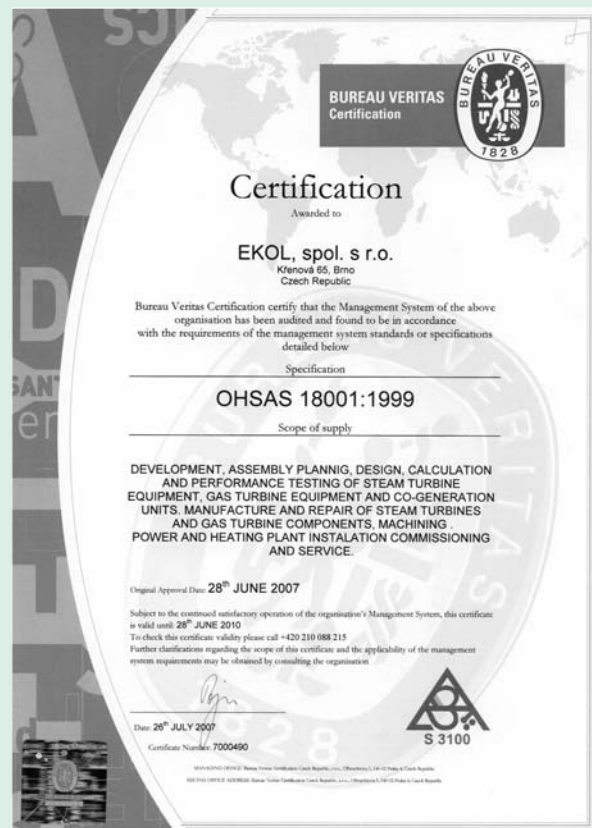 BUREAU VERITAS
Certification
BUREAU VERITAS
1828
Certification
Awarded to
EKOL, spol. s r.o.
Křenová 65, Brno
Czech Republic
Bureau Veritas Certification certify that the Management System of the above
organisation has been audited and found to be in accordance
with the requirements of the management system standards or specifications
detailed below
Specification
OHSAS 18001:1999
Scope of supply
DEVELOPMENT, ASSEMBLY PLANNIG, DESIGN, CALCULATION
AND PERFORMANCE TESTING OF STEAM TURBINE
EQUIPMENT, GAS TURBINE EQUIPMENT AND CO-GENERATION
UNITS. MANUFACTURE AND REPAIR OF STEAM TURBINES
AND GAS TURBINE COMPONENTS, MACHINING .
POWER AND HEATING PLANT INSTALATION COMMISSIONING
AND SERVICE.
Original Approval Date: 28th JUNE 2007
Subject to the continued satisfactory operation of the organisation's Management System, this certificate
is valid until: 28th JUNE 2010
To check this certificate validity please call +420 210 088 215
Further clarifications regarding the scope of this certificate and the applicability of the management
system requirements may be obtained by consulting the organisation
Date: 26th JULY 2007
Certificate Number: 7000490
S 3100